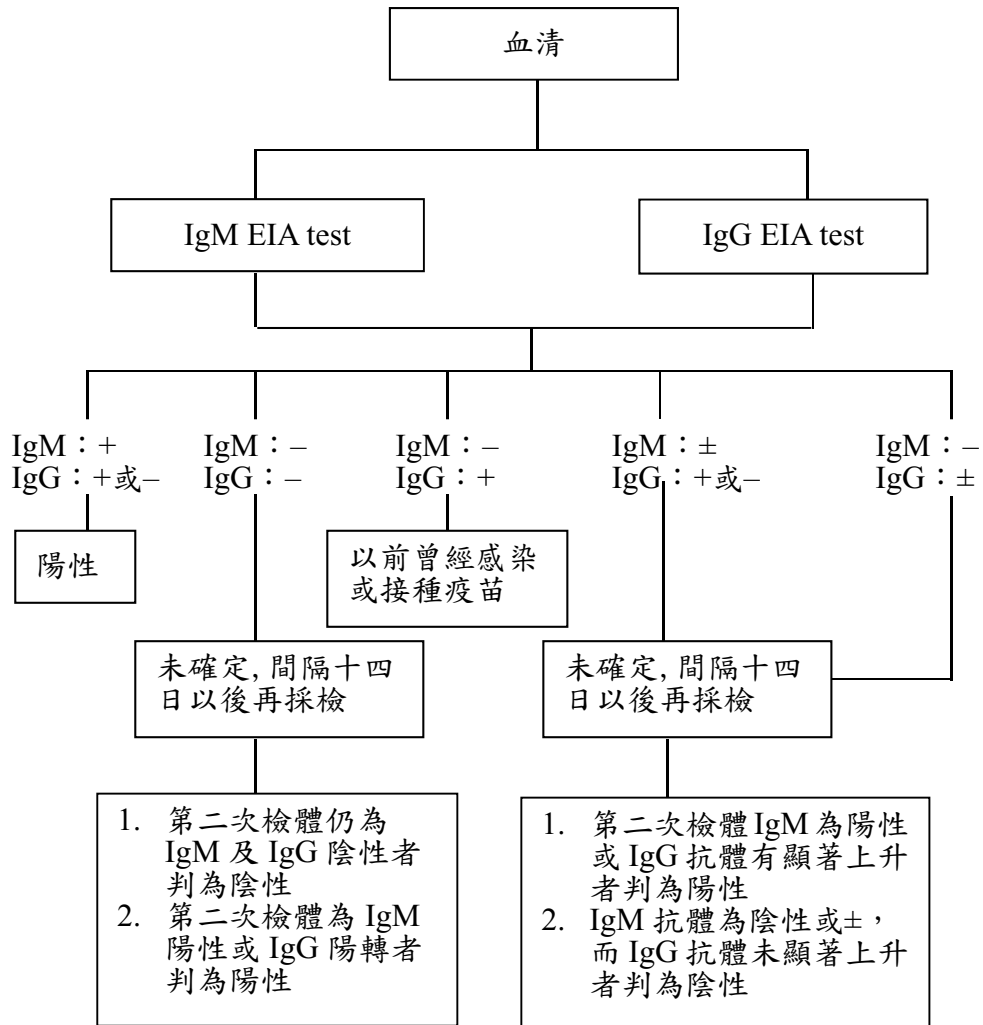 血清
IgM EIA test
IgG EIA test
IgM：+
IgG：+或–
IgM：–
IgG：–
IgM：–
IgG：+
IgM：±
IgG：+或–
IgM：–
IgG：±
陽性
以前曾經感染
或接種疫苗
未確定, 間隔十四
日以後再採檢
未確定, 間隔十四
日以後再採檢
1. 第二次檢體仍為
IgM 及 IgG 陰性者
判為陰性
2. 第二次檢體為 IgM
陽性或 IgG 陽轉者
判為陽性
1. 第二次檢體 IgM 為陽性
或 IgG 抗體有顯著上升
者判為陽性
2. IgM 抗體為陰性或±，
而 IgG 抗體未顯著上升
者判為陰性